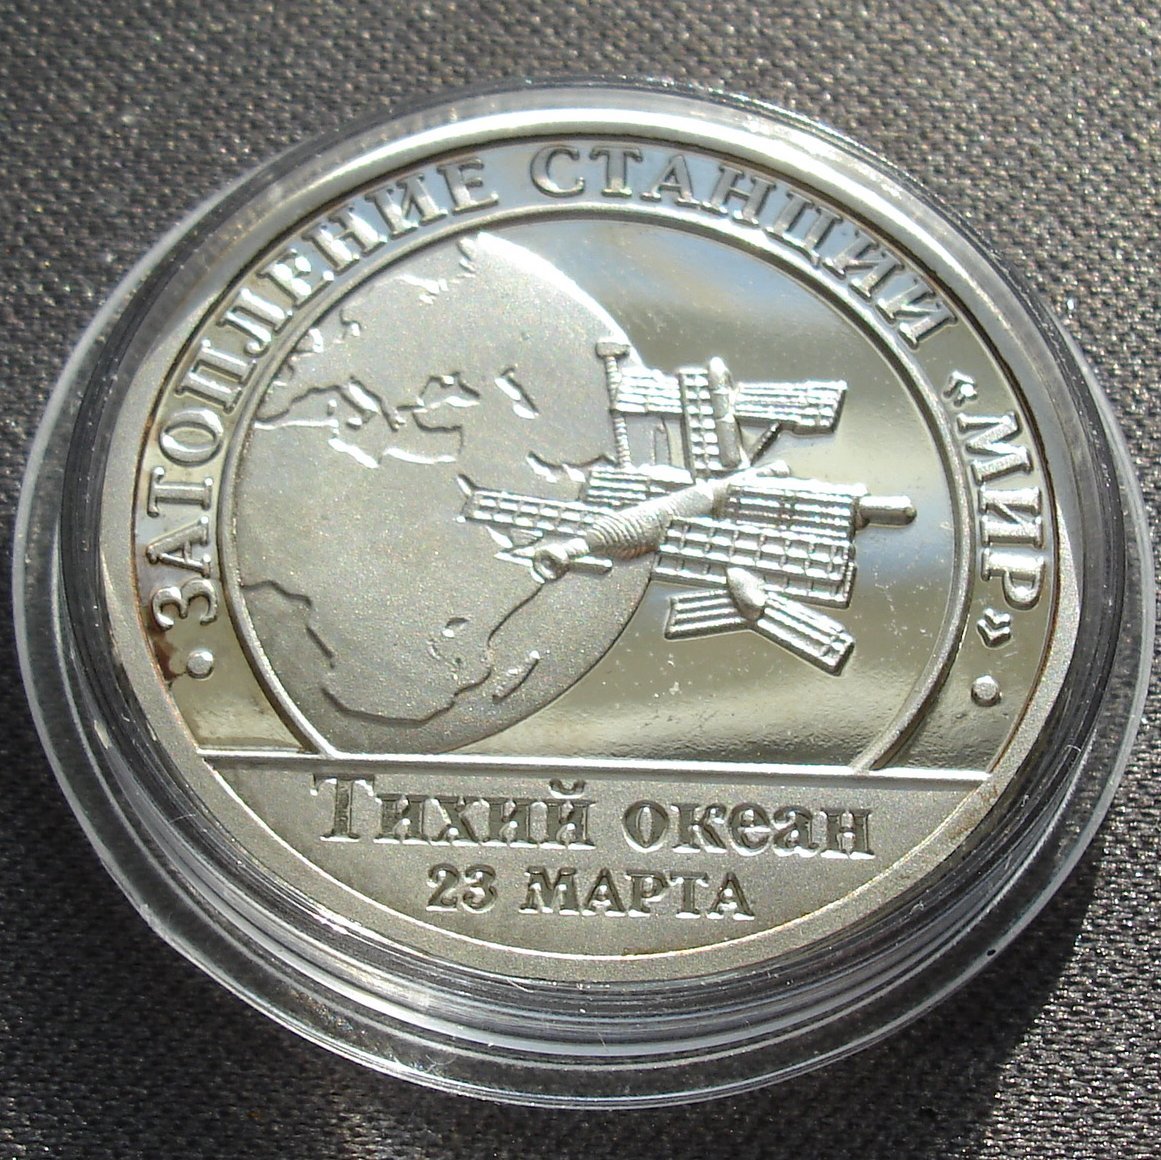 ЗАТОПЛЕНИЕ СТАНЦИИ «МИР»
Тихий океан
23 МАРТА